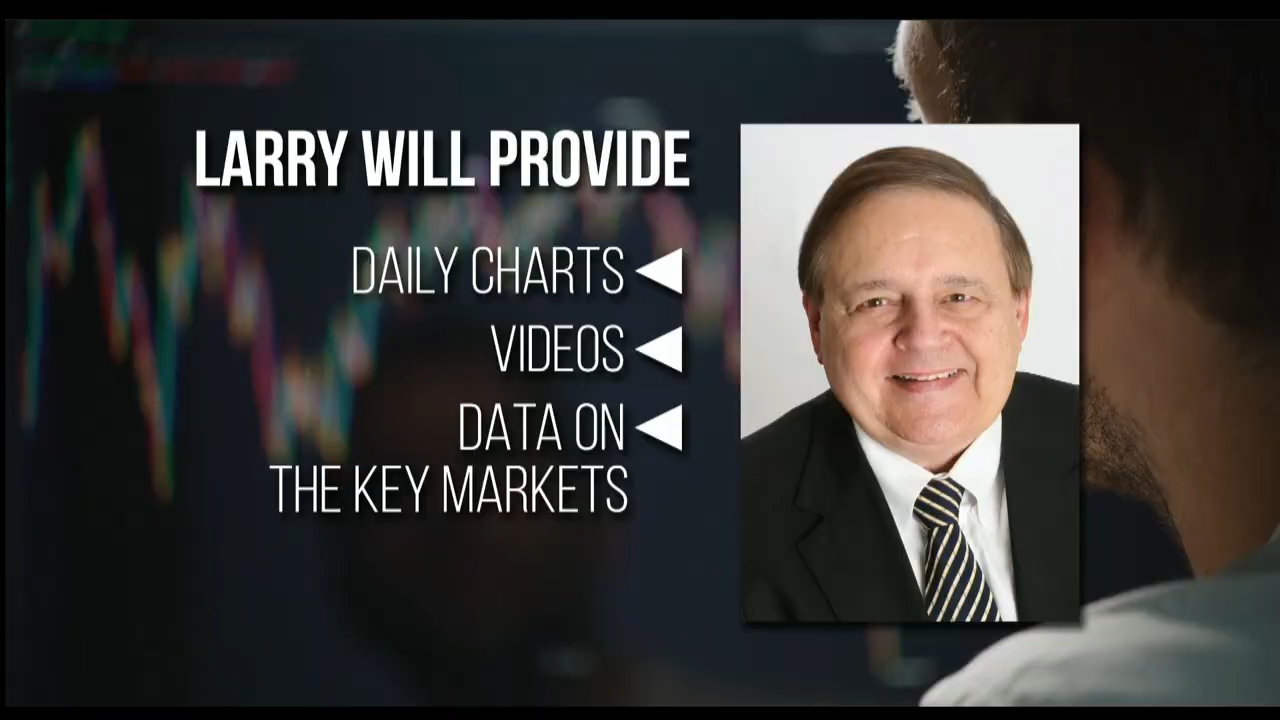 LARRY WILL PROVIDE
DAILY CHARTS
VIDEOS
DATA ON
THE KEY MARKETS